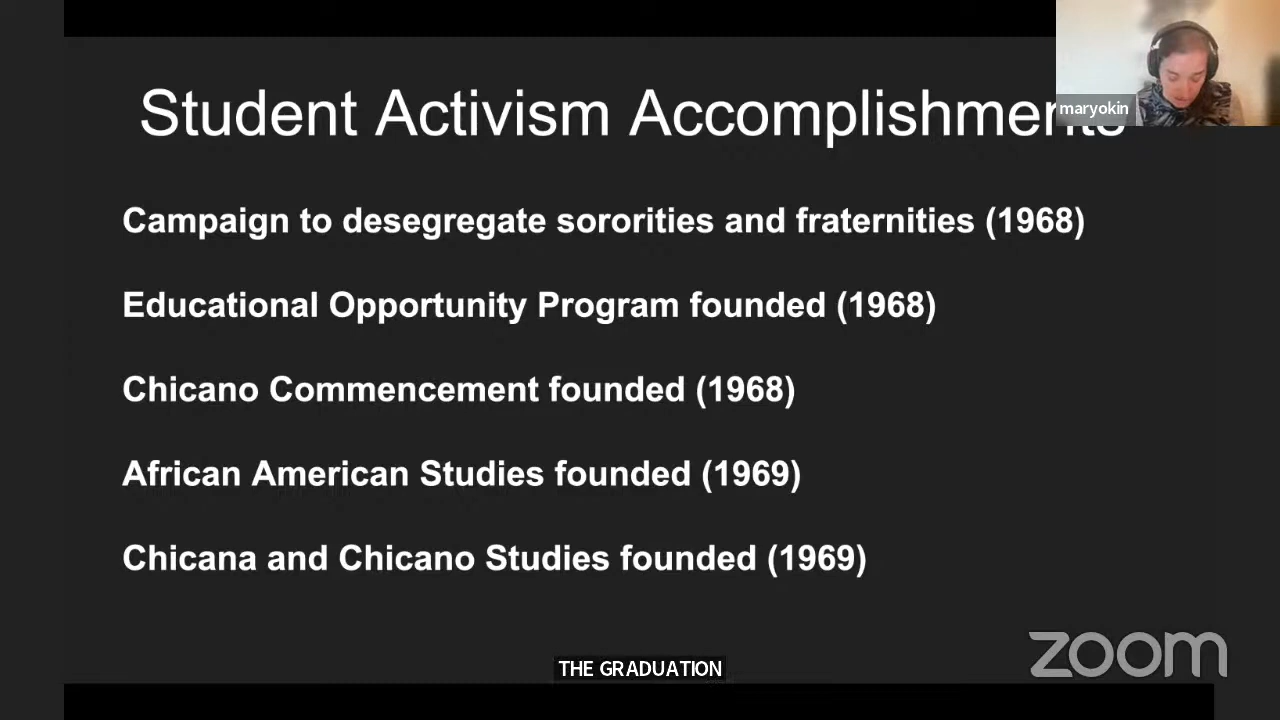 Student Activism Accomplishments
maryokin
Campaign to desegregate sororities and fraternities (1968)
Educational Opportunity Program founded (1968)
Chicano Commencement founded (1968)
African American Studies founded (1969)
Chicana and Chicano Studies founded (1969)
THE GRADUATION
zoom